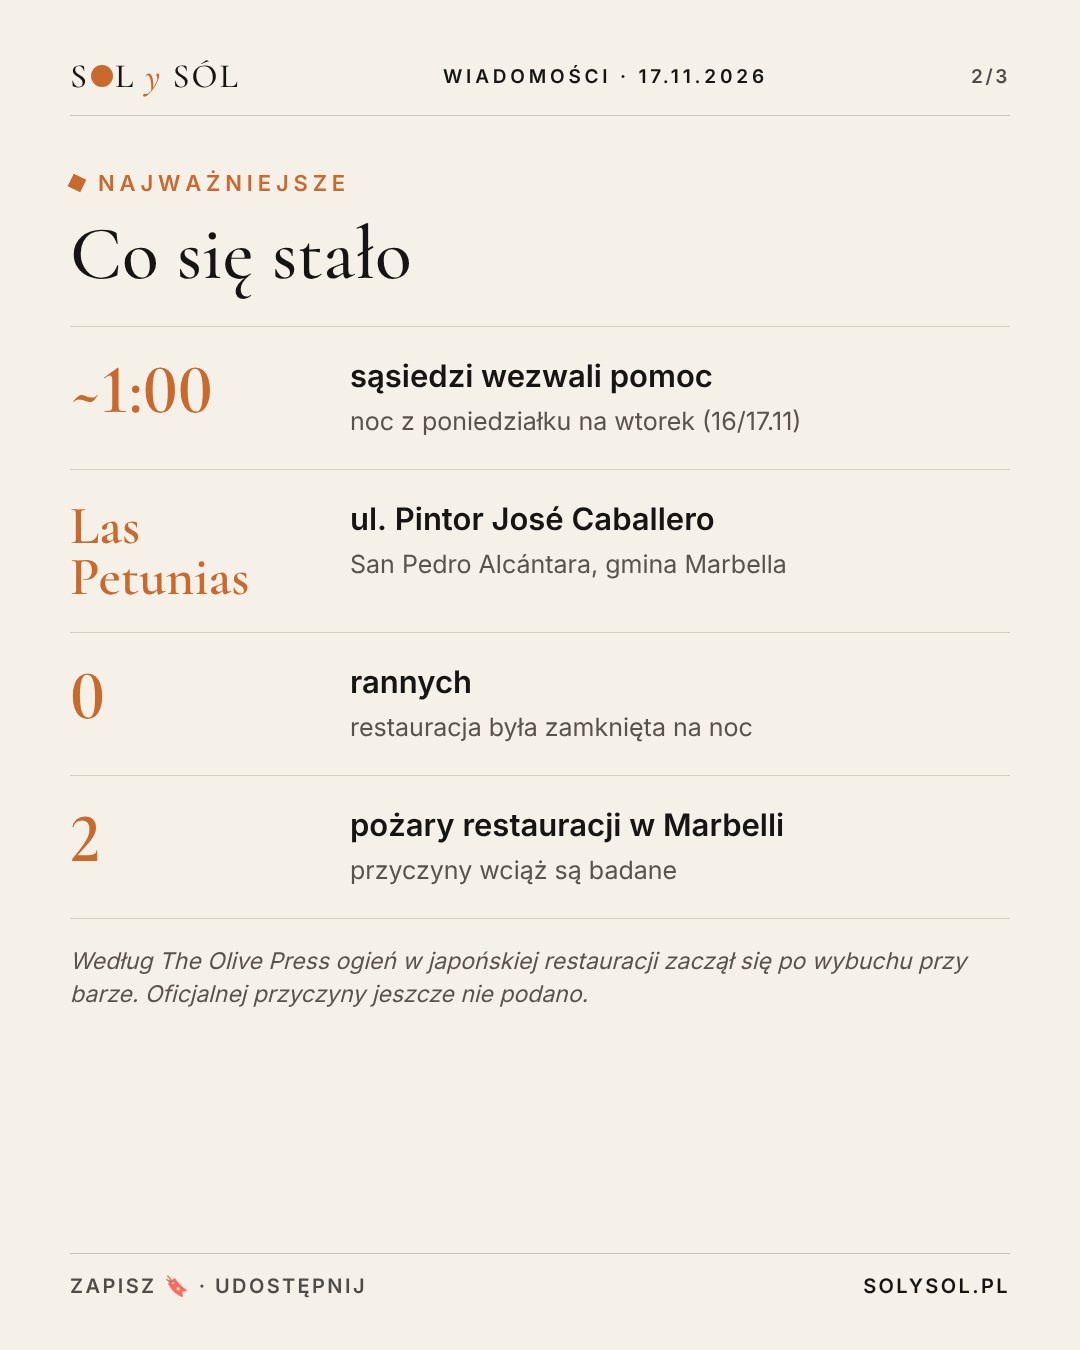 SOL y SÓL
WIADOMOŚCI · 17.11.2026
2/3
NAJWAŻNIEJSZE
Co się stało
~1:00
sąsiedzi wezwali pomoc
noc z poniedziałku na wtorek (16/17.11)
Las
Petunias
ul. Pintor José Caballero
San Pedro Alcántara, gmina Marbella
0
rannych
restauracja była zamknięta na noc
2
pożary restauracji w Marbelli
przyczyny wciąż są badane
Według The Olive Press ogień w japońskiej restauracji zaczął się po wybuchu przy
barze. Oficjalnej przyczyny jeszcze nie podano.
ZAPISZ 🔖 · UDOSTĘPNIJ
SOLYSOL.PL